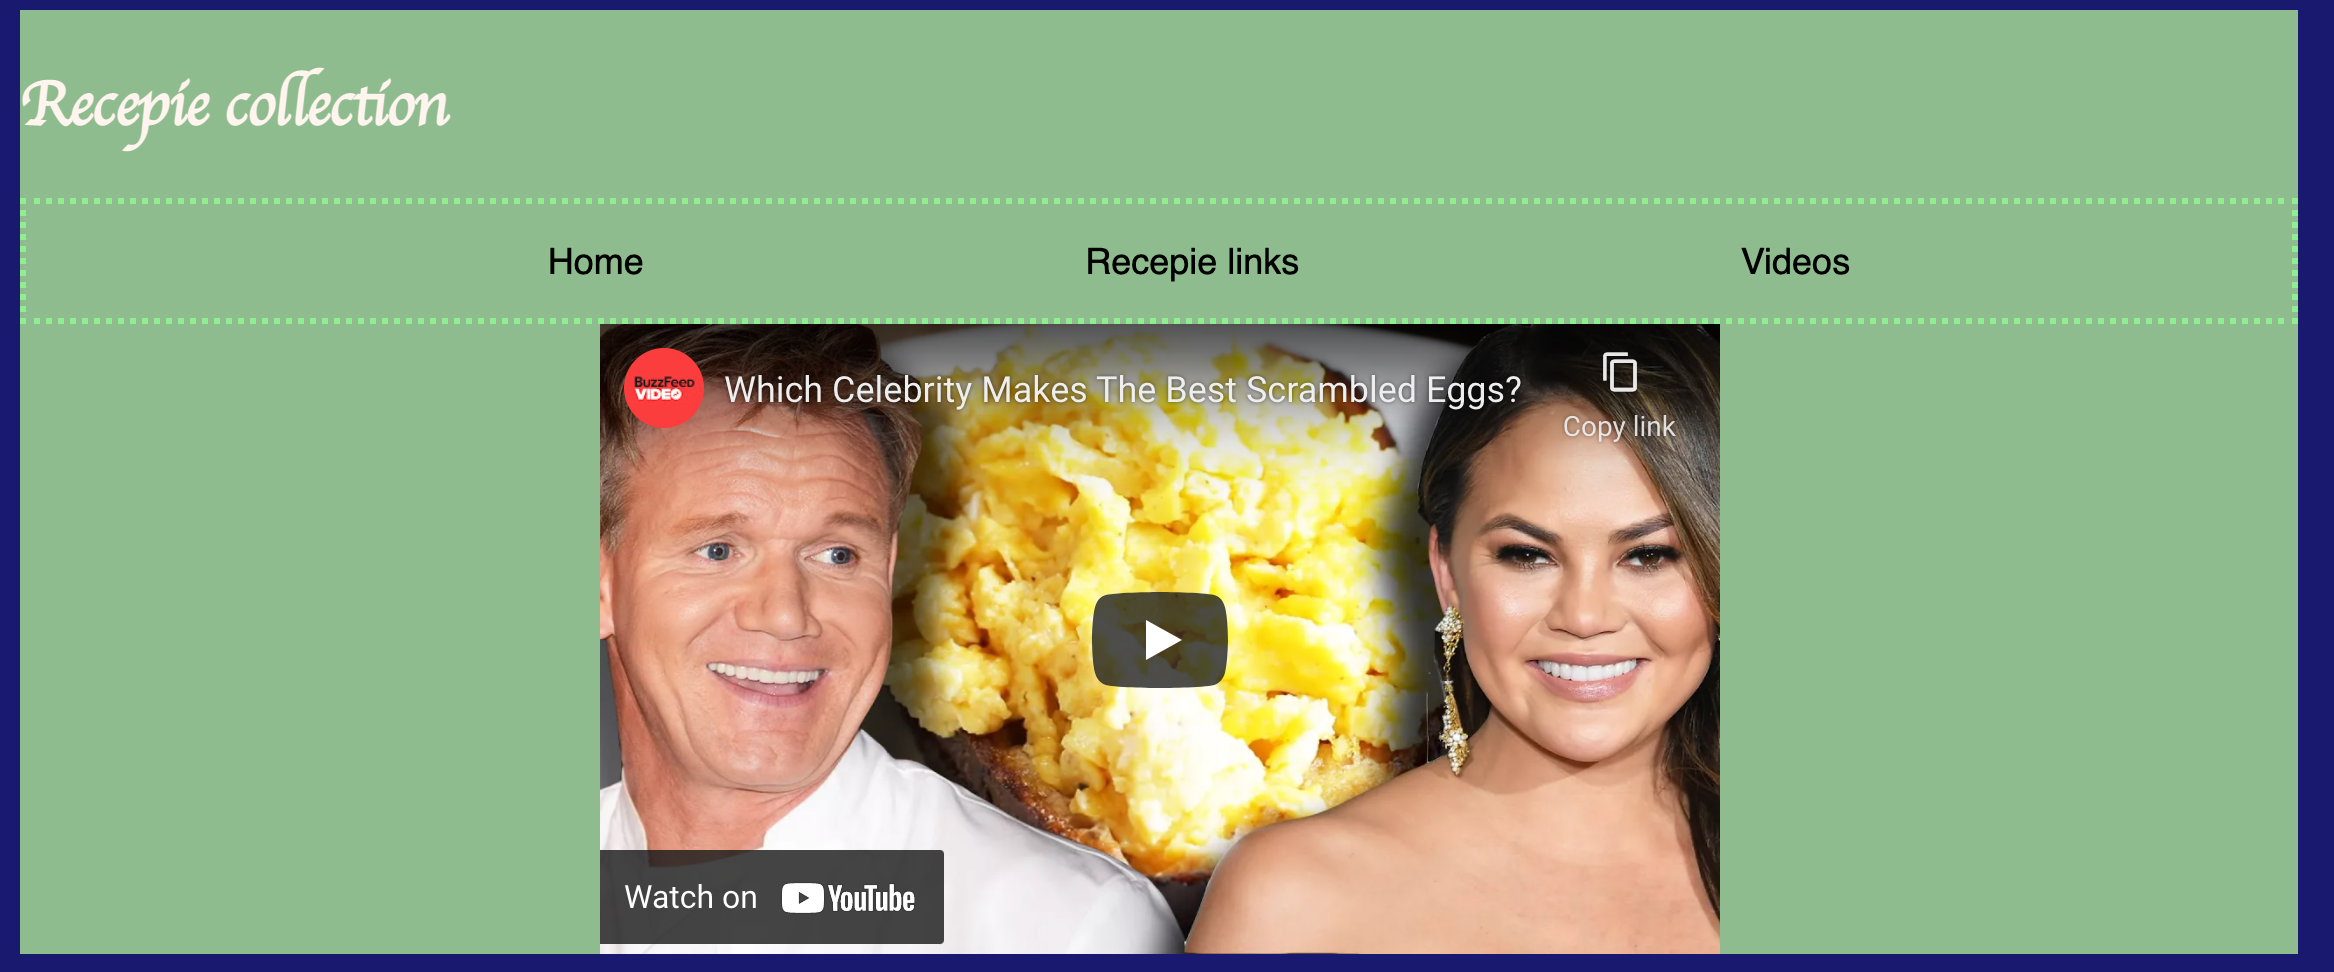 Recepie collection
Home Recepie links Videos
BuzzFeed VIDEO
Which Celebrity Makes The Best Scrambled Eggs?
Copy link
Watch on YouTube